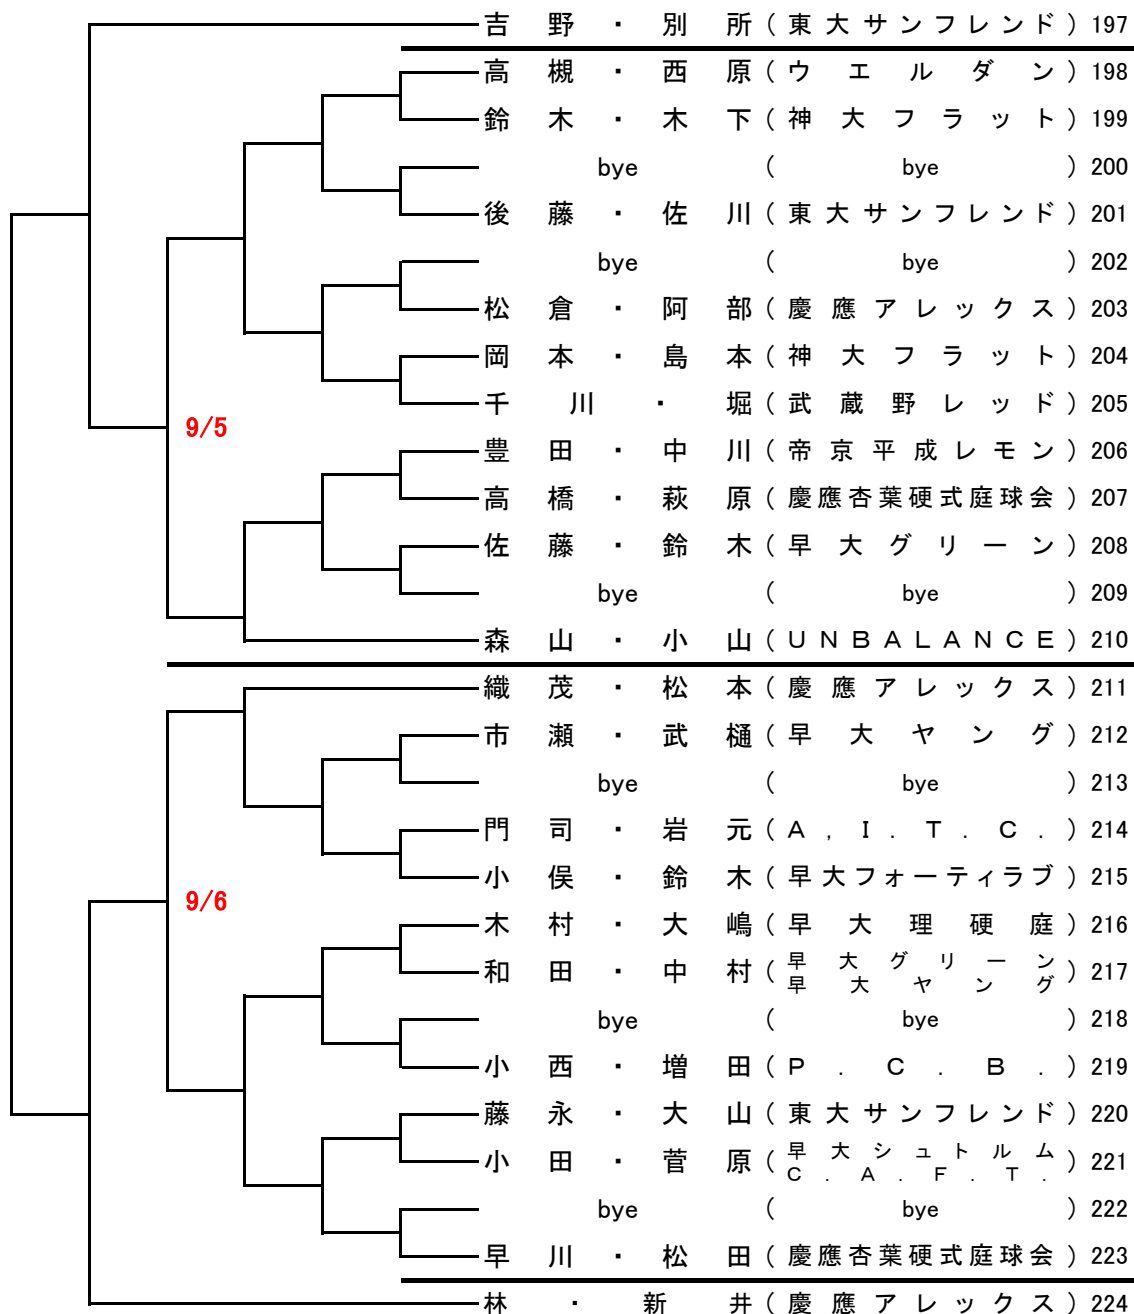 吉野・別所(東大サンフレンド)197
高槻・西原(ウエルダン)198
鈴木・木下(神大フラット)199
bye(bye)200
後藤・佐川(東大サンフレンド)201
bye(bye)202
松倉・阿部(慶應アレックス)203
岡本・島本(神大フラット)204
千川・堀(武蔵野レッド)205
9/5
豊田・中川(帝京平成レモン)206
高橋・萩原(慶應杏葉硬式庭球会)207
佐藤・鈴木(早大グリーン)208
bye(bye)209
森山・小山(UNBALANCE)210
織茂・松本(慶應アレックス)211
市瀬・武樋(早大ヤング)212
bye(bye)213
門司・岩元(A,I.T.C.)214
小俣・鈴木(早大フォーティラブ)215
9/6
木村・大嶋(早大理硬庭)216
和田・中村(早大グリーン 早大ヤング)217
bye(bye)218
小西・増田(P.C.B.)219
藤永・大山(東大サンフレンド)220
小田・菅原(早大シュトルム C.A.F.T.)221
bye(bye)222
早川・松田(慶應杏葉硬式庭球会)223
林・新井(慶應アレックス)224